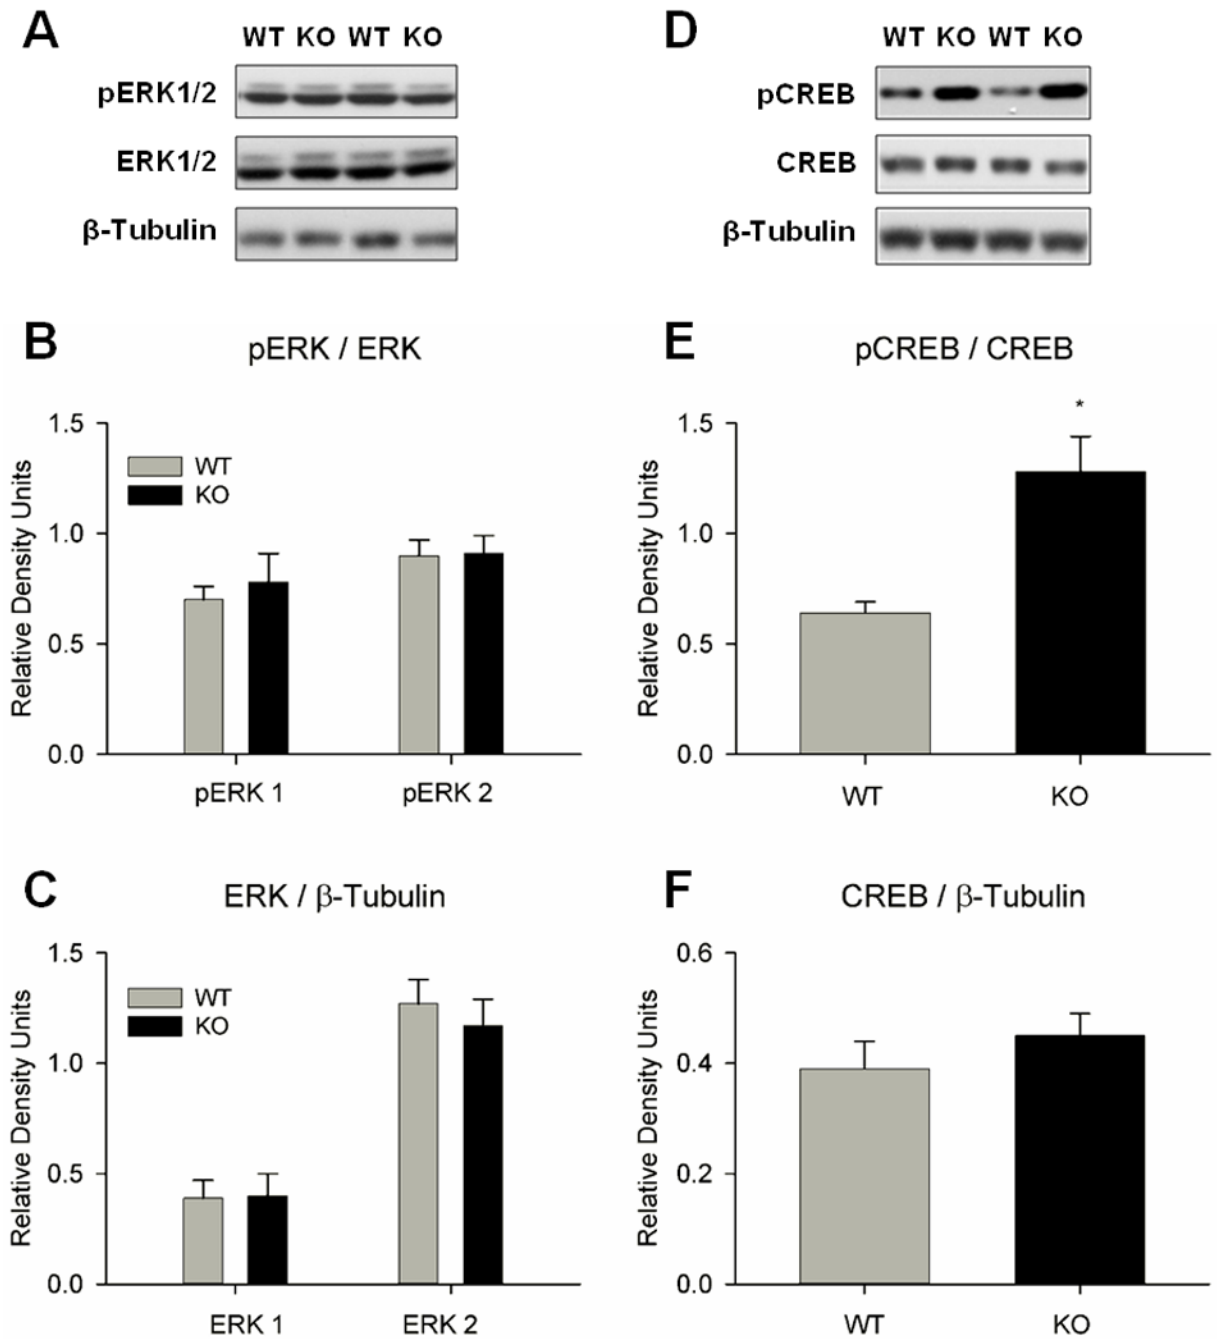 A
WT KO WT KO
pERK1/2
ERK1/2
β-Tubulin
B
pERK / ERK
Relative Density Units
1.5
1.0
0.5
0.0
WT
KO
pERK 1
pERK 2
C
ERK / β-Tubulin
Relative Density Units
1.5
1.0
0.5
0.0
WT
KO
ERK 1
ERK 2
D
WT KO WT KO
pCREB
CREB
β-Tubulin
E
pCREB / CREB
Relative Density Units
1.5
1.0
0.5
0.0
*
WT
KO
F
CREB / β-Tubulin
Relative Density Units
0.6
0.4
0.2
0.0
WT
KO